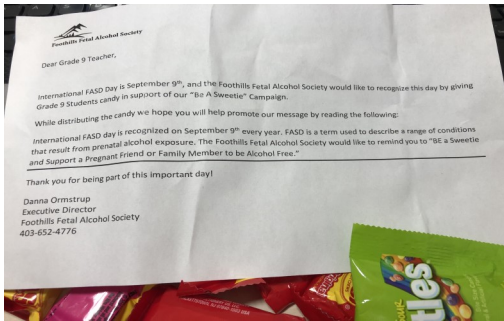 Foothills Fetal Alcohol Society
Dear Grade 9 Teacher,
International FASD Day is September 9th, and the Foothills Fetal Alcohol Society would like to recognize this day by giving
Grade 9 Students candy in support of our "Be A Sweetie" Campaign.
While distributing the candy we hope you will help promote our message by reading the following:
International FASD day is recognized on September 9th every year. FASD is a term used to describe a range of conditions
that result from prenatal alcohol exposure. The Foothills Fetal Alcohol Society would like to remind you to "BE a Sweetie
and Support a Pregnant Friend or Family Member to be Alcohol Free."
Thank you for being part of this important day!
Danna Ormstrup
Executive Director
Foothills Fetal Alcohol Society
403-652-4776
tles